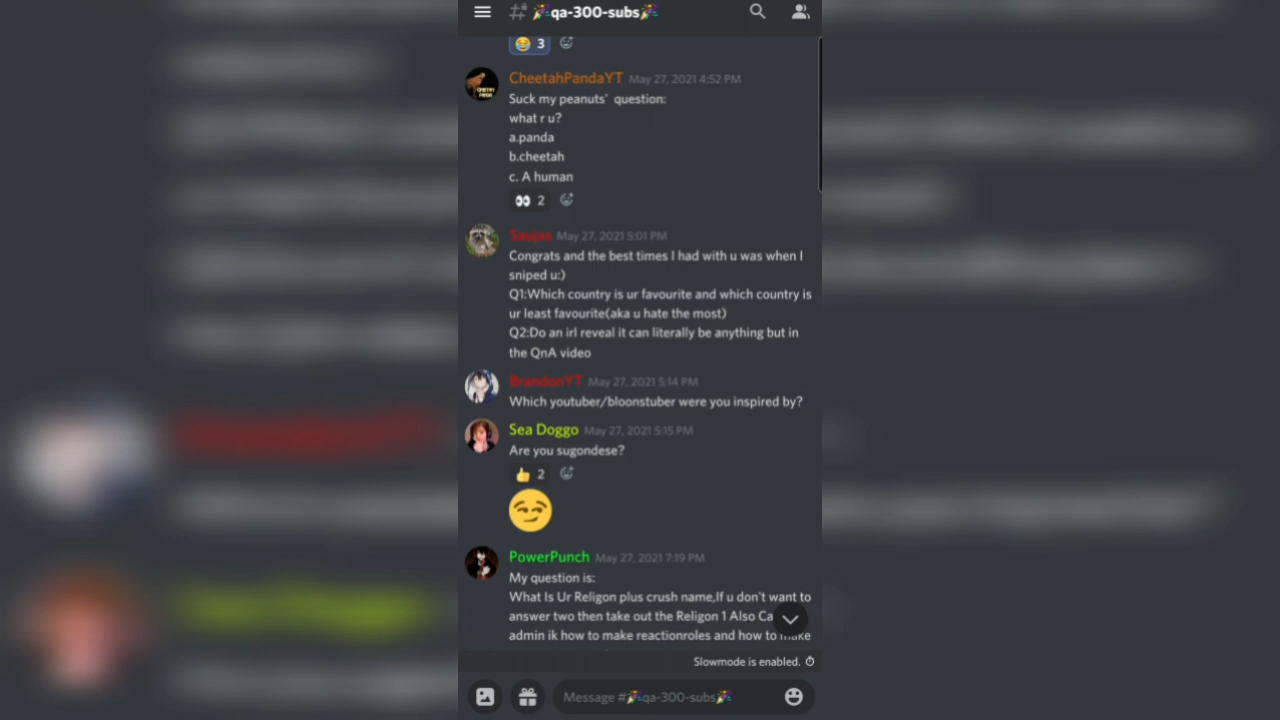 qa-300-subs
3
CheetahPandaYT May 27, 2021 4:52 PM
Suck my peanuts' question:
what r u?
a.panda
b.cheetah
c. A human
2
Saujas May 27, 2021 5:01 PM
Congrats and the best times I had with u was when I
sniped u:)
Q1:Which country is ur favourite and which country is
ur least favourite(aka u hate the most)
Q2:Do an irl reveal it can literally be anything but in
the QnA video
BrandonYT May 27, 2021 5:14 PM
Which youtuber/bloonstuber were you inspired by?
Sea Doggo May 27, 2021 5:15 PM
Are you sugondese?
2
PowerPunch May 27, 2021 7:19 PM
My question is:
What Is Ur Religon plus crush name,If u don't want to
answer two then take out the Religon 1 Also
admin ik how to make reactionroles and how to make
Slowmode is enabled.
Message #🎉qa-300-subs🎉